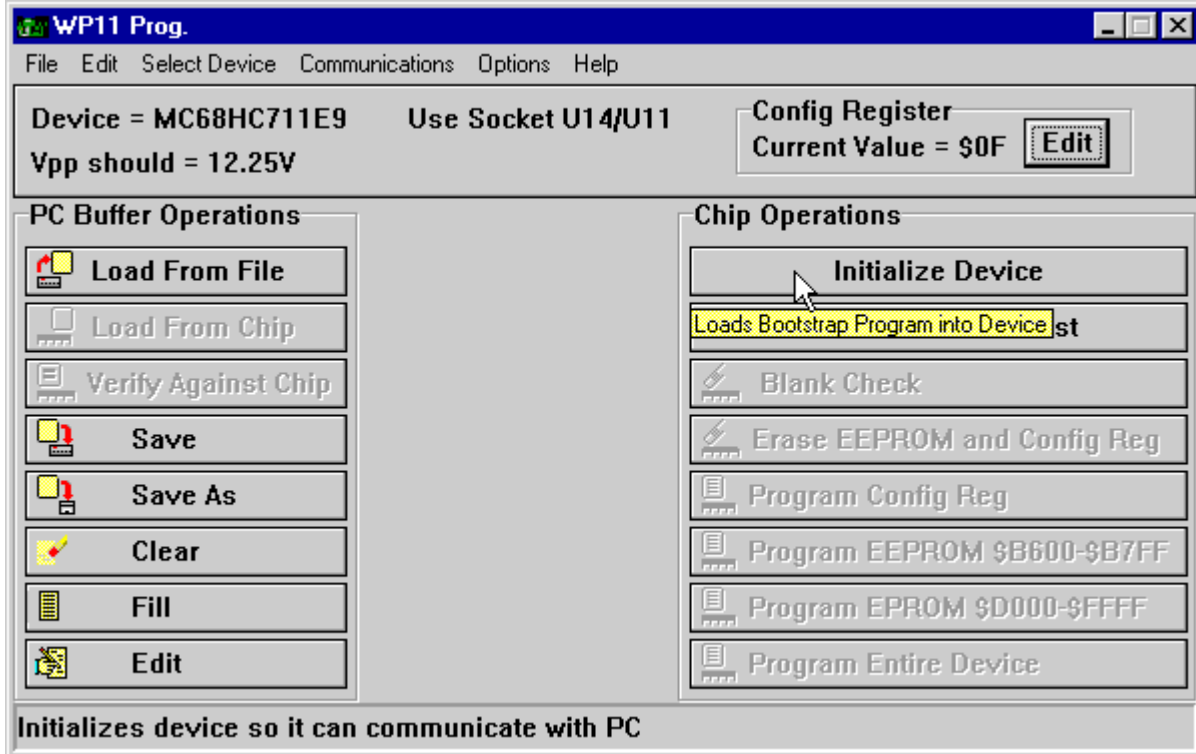 WP11 Prog.
File Edit Select Device Communications Options Help
Device = MC68HC711E9 Use Socket U14/U11
Vpp should = 12.25V
Config Register
Current Value = $0F Edit
PC Buffer Operations
Load From File
Load From Chip
Verify Against Chip
Save
Save As
Clear
Fill
Edit
Chip Operations
Initialize Device
Loads Bootstrap Program into Device
Blank Check
Erase EEPROM and Config Reg
Program Config Reg
Program EEPROM $B600-$B7FF
Program EPROM $D000-$FFFF
Program Entire Device
Initializes device so it can communicate with PC